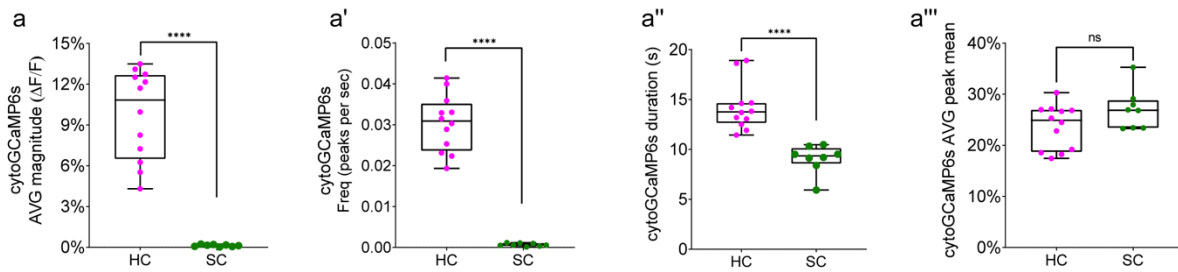 a
cytoGCaMP6s
AVG magnitude (ΔF/F)
15%
12%
9%
6%
3%
0%
****
HC
SC
a'
cytoGCaMP6s
Freq (peaks per sec)
0.05
0.04
0.03
0.02
0.01
0.00
****
HC
SC
a''
cytoGCaMP6s duration (s)
20
15
10
5
0
****
HC
SC
a'''
cytoGCaMP6s AVG peak mean
40%
30%
20%
10%
0%
ns
HC
SC